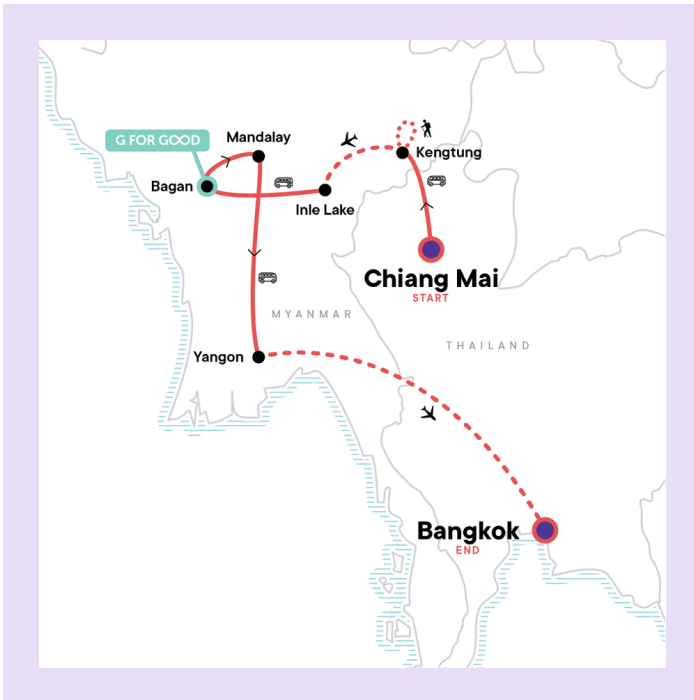 Mandalay
G FOR GOOD
Kengtung
Bagan
Inle Lake
Chiang Mai
START
MYANMAR
THAILAND
Yangon
Bangkok
END